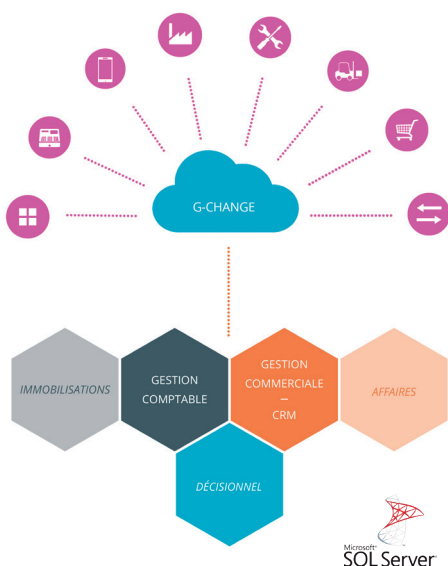 G-CHANGE
IMMOBILISATIONS
GESTION
COMPTABLE
GESTION
COMMERCIALE
–
CRM
AFFAIRES
DÉCISIONNEL
Microsoft®
SQL Server